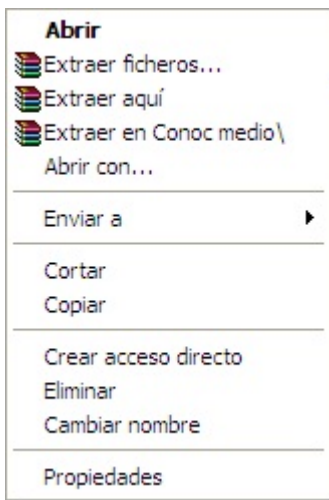 Abrir
Extraer ficheros...
Extraer aquí
Extraer en Conoc medio\
Abrir con...
Enviar a
Cortar
Copiar
Crear acceso directo
Eliminar
Cambiar nombre
Propiedades